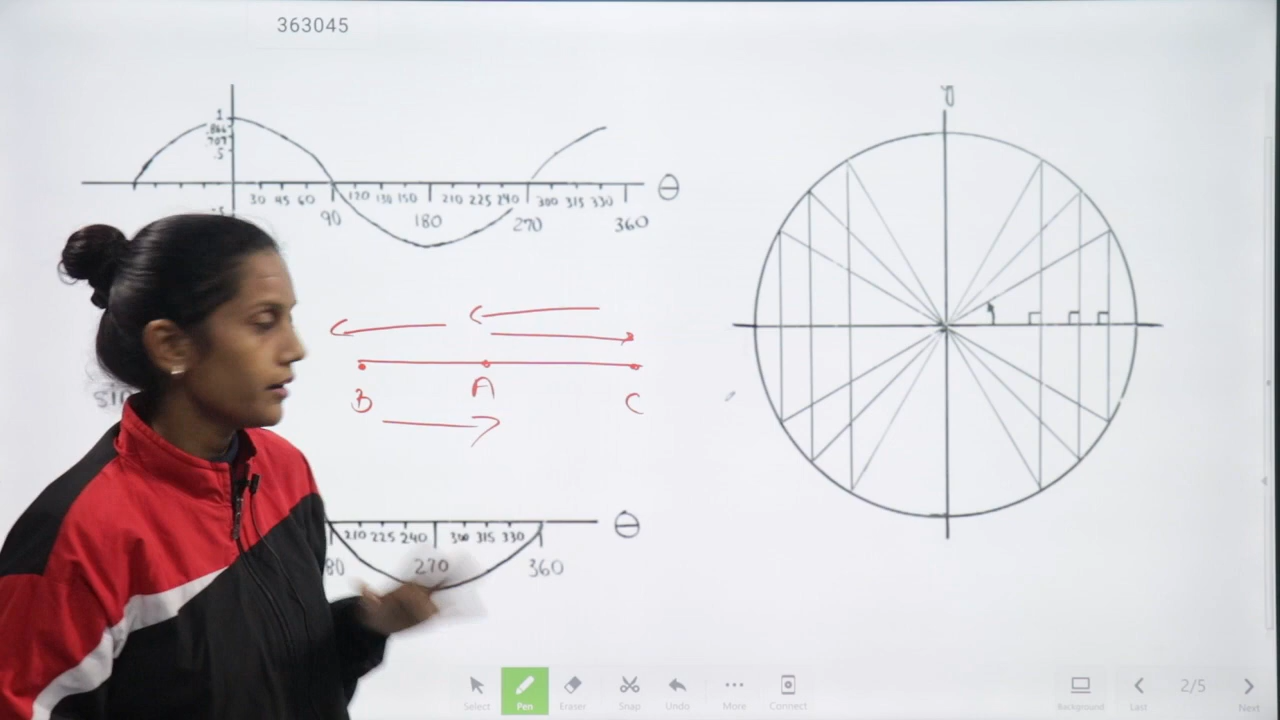 363045
y
1
.866
.707
.5
θ
30 45 60 120 130 150 210 225 240 300 315 330
90 180 270 360
B A C
210 225 240 300 315 330 θ
270 360
Select Pen Eraser Snap Undo More Connect Background Last 2/5 Next